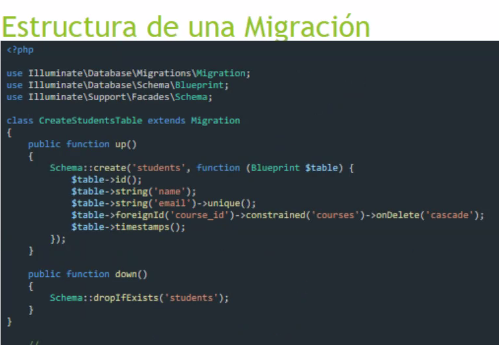 Estructura de una Migración
<?php
use Illuminate\Database\Migrations\Migration;
use Illuminate\Database\Schema\Blueprint;
use Illuminate\Support\Facades\Schema;
class CreateStudentsTable extends Migration
{
    public function up()
    {
        Schema::create('students', function (Blueprint $table) {
            $table->id();
            $table->string('name');
            $table->string('email')->unique();
            $table->foreignId('course_id')->constrained('courses')->onDelete('cascade');
            $table->timestamps();
        });
    }
    public function down()
    {
        Schema::dropIfExists('students');
    }
}
//